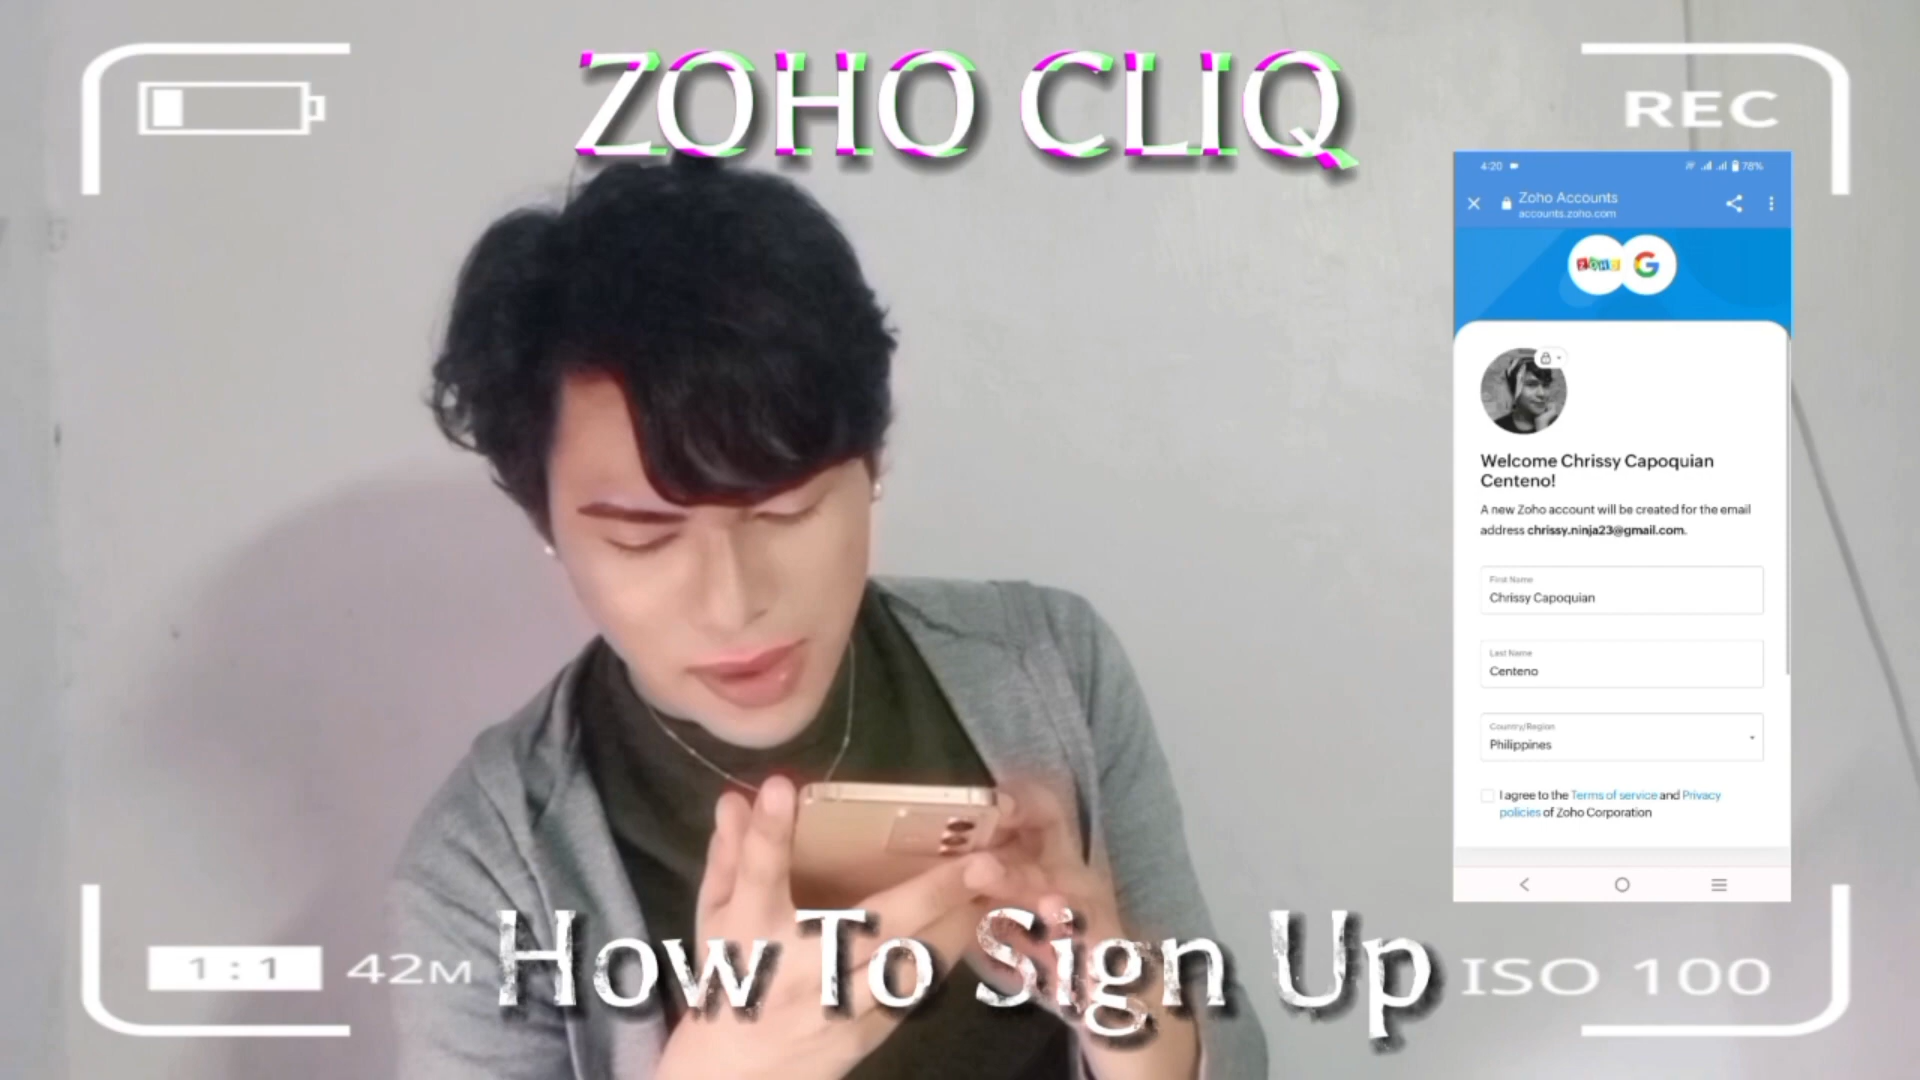 ZOHO CLIQ
REC
4:20
78%
Zoho Accounts
accounts.zoho.com
ZOHO G
Welcome Chrissy Capoquian
Centeno!
A new Zoho account will be created for the email
address chrissy.ninja23@gmail.com.
First Name
Chrissy Capoquian
Last Name
Centeno
Country/Region
Philippines
I agree to the Terms of service and Privacy
policies of Zoho Corporation
1:1 42M
How To Sign Up
ISO 100